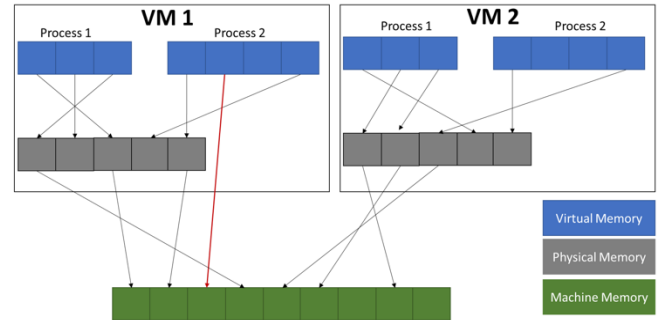 VM 1
Process 1
Process 2
VM 2
Process 1
Process 2
Virtual Memory
Physical Memory
Machine Memory